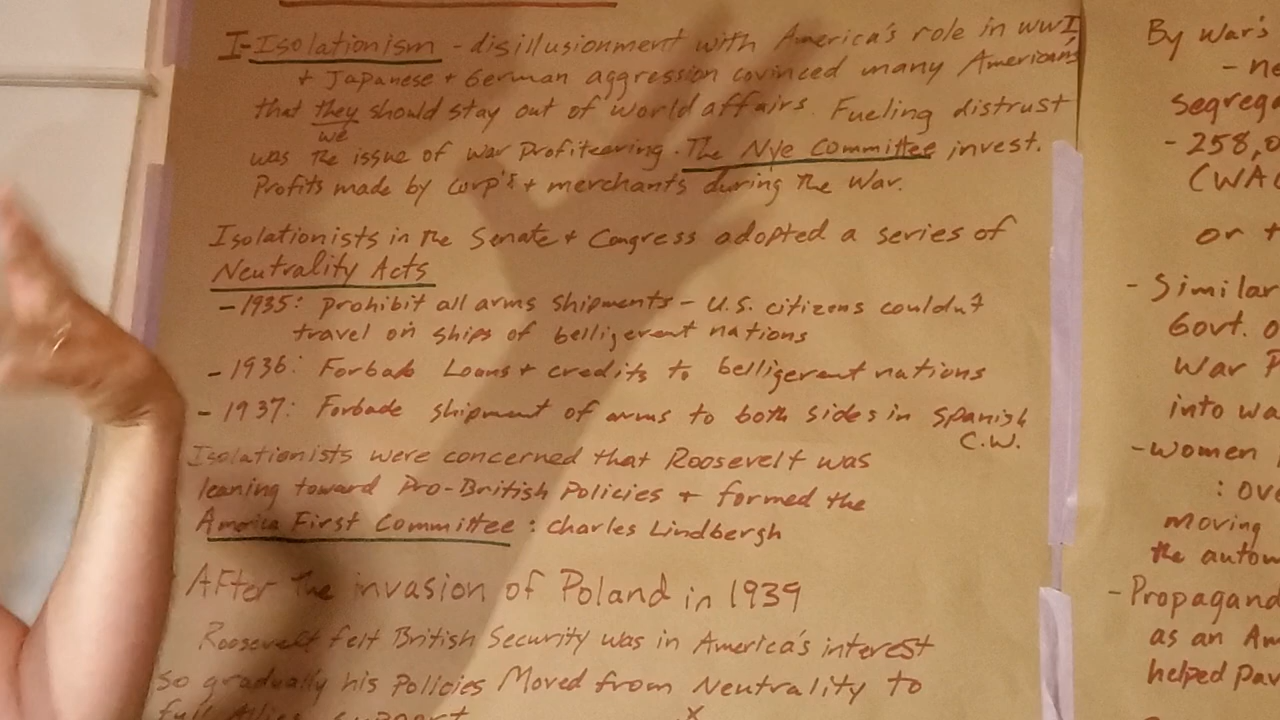 I-Isolationism - disillusionment with America's role in WWI
+ Japanese + German aggression covinced many Americans
that they should stay out of world affairs. Fueling distrust
we
was the issue of war profiteering. The Nye Committee invest.
Profits made by Corp's + merchants during the War.
Isolationists in the Senate + Congress adopted a series of
Neutrality Acts
- 1935: prohibit all arms shipments - U.S. citizens couldn't
travel on ships of belligerent nations
- 1936: Forbade Loans + credits to belligerent nations
- 1937: Forbade shipment of arms to both sides in Spanish
C.W.
Isolationists were concerned that Roosevelt was
leaning toward Pro-British Policies + formed the
America First Committee : Charles Lindbergh
After the invasion of Poland in 1939
Roosevelt felt British Security was in America's interest
So gradually his Policies Moved from Neutrality to
full Allies support
By War's
- ne
segrega
- 258,0
(WAC
or t
- Similar
Govt. o
War P
into wa
- Women
: ove
moving
the autom
- Propagand
as an Am
helped pav